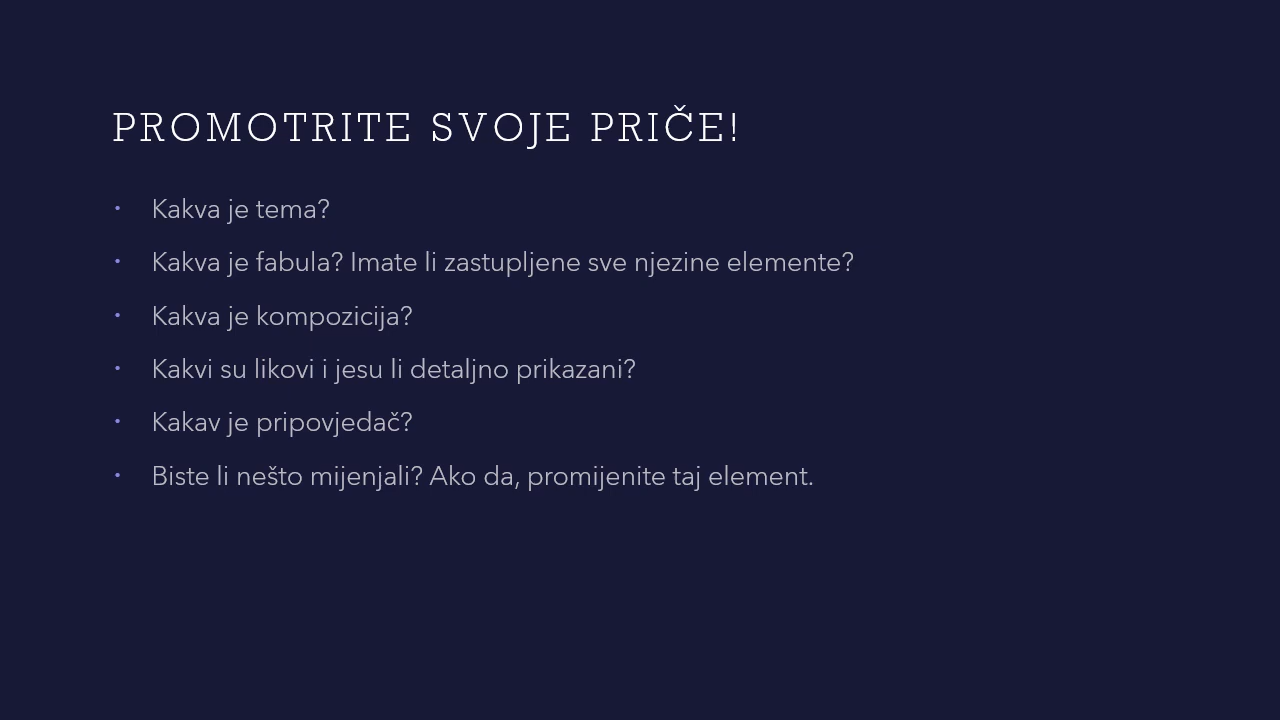 PROMOTRITE SVOJE PRIČE!
• Kakva je tema?
• Kakva je fabula? Imate li zastupljene sve njezine elemente?
• Kakva je kompozicija?
• Kakvi su likovi i jesu li detaljno prikazani?
• Kakav je pripovjedač?
• Biste li nešto mijenjali? Ako da, promijenite taj element.